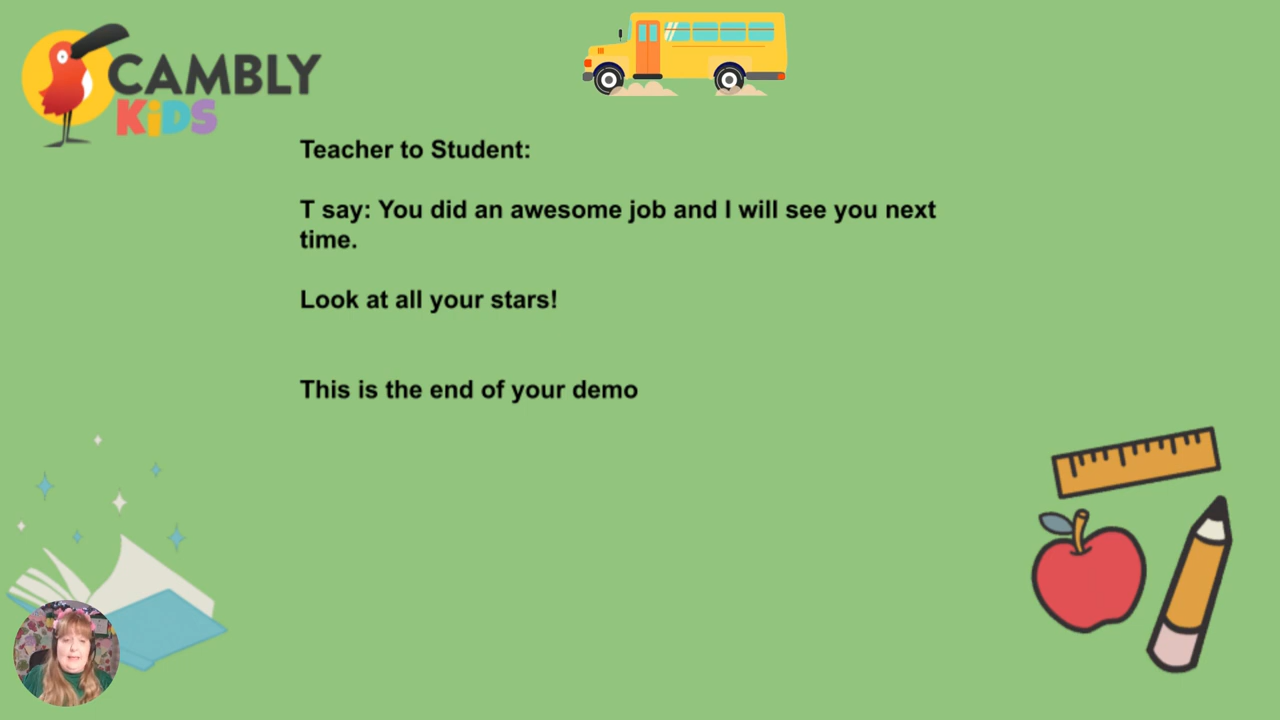 CAMBLY
KiDS
Teacher to Student:
T say: You did an awesome job and I will see you next
time.
Look at all your stars!
This is the end of your demo